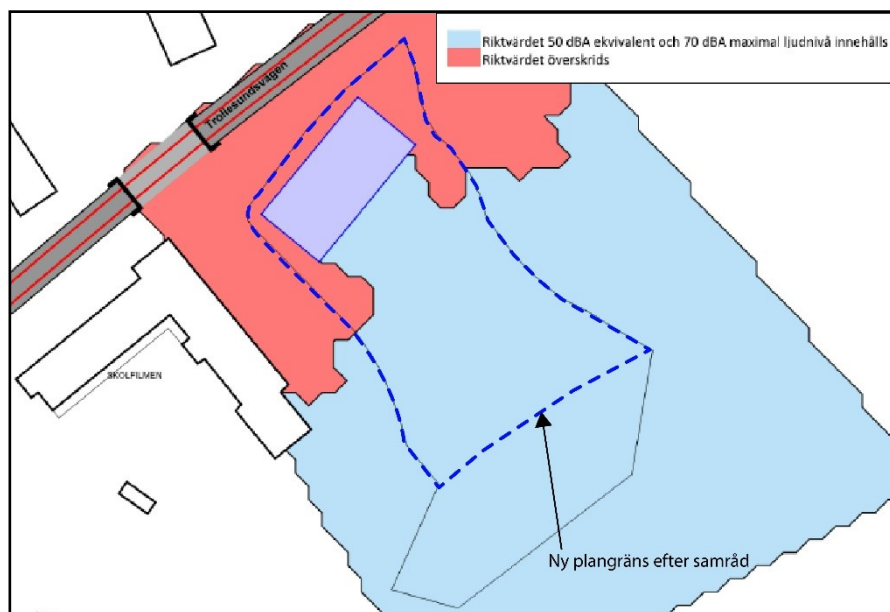 Riktvärdet 50 dBA ekvivalent och 70 dBA maximal ljudnivå innehålls
Riktvärdet överskrids
Trollesundsvägen
SKOLFILMEN
Ny plangräns efter samråd